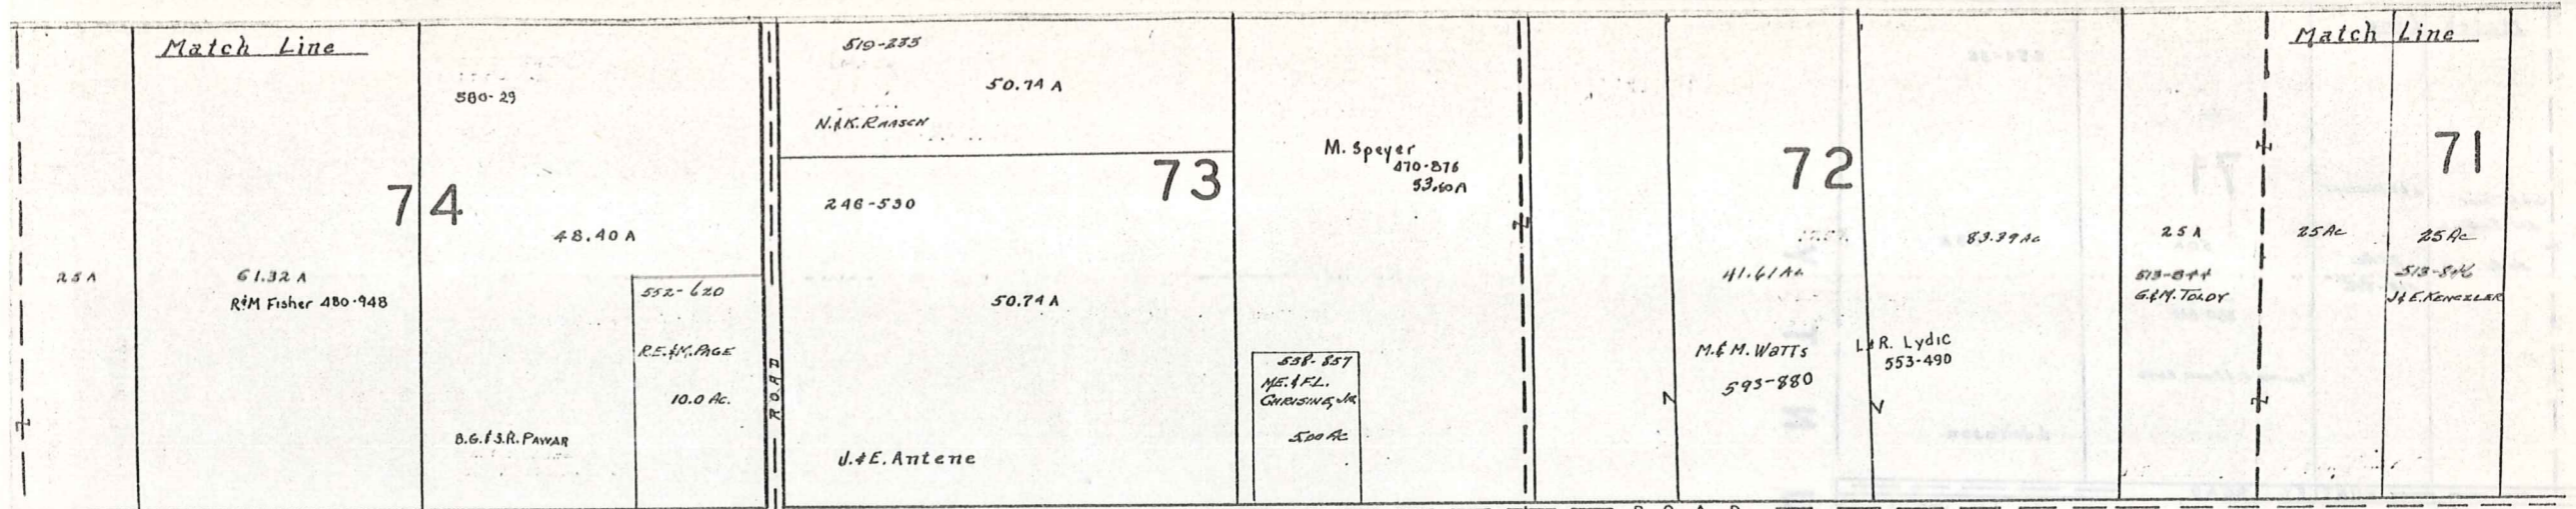 Match Line
74
25 A
61.32 A
R&M Fisher 480-948
580-29
48.40 A
552-620
R.E.&M. PAGE
10.0 Ac.
B.G.&S.R. PAWAR
ROAD
519-235
50.74 A
N.&K. RAASCH
73
246-530
50.74 A
J.&E. Antene
M. Speyer
470-876
53.60 A
558-857
M.E.&F.L.
5.00 Ac
72
41.61 Ac
M.& M. Watts
593-880
83.39 Ac
L&R. Lydic
553-490
25 A
513-844
G.&M. TOLDY
Match Line
71
25 Ac
25 Ac
513-846
ROAD